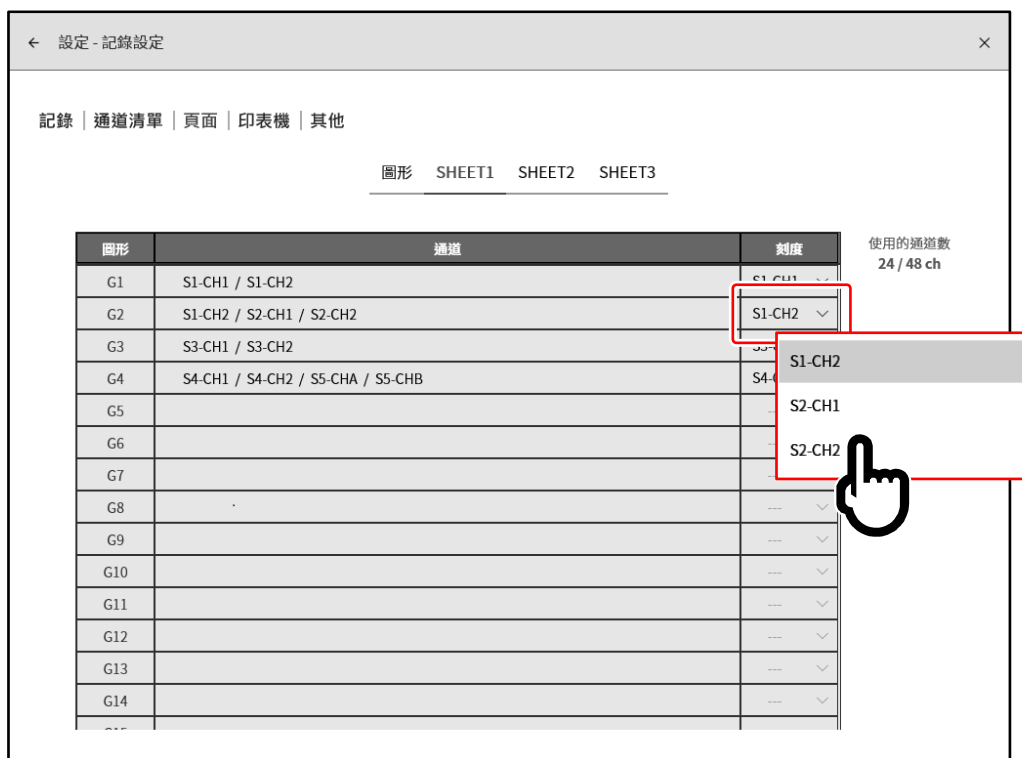 ← 設定 - 記錄設定 ×
記錄 | 通道清單 | 頁面 | 印表機 | 其他
圖形 SHEET1 SHEET2 SHEET3
圖形 通道 刻度
使用的通道數
24 / 48 ch
G1 S1-CH1 / S1-CH2 S1-CH1
G2 S1-CH2 / S2-CH1 / S2-CH2 S1-CH2
G3 S3-CH1 / S3-CH2
G4 S4-CH1 / S4-CH2 / S5-CHA / S5-CHB
S1-CH2
S2-CH1
S2-CH2
G5
G6
G7
G8 ---
G9 ---
G10 ---
G11 ---
G12 ---
G13 ---
G14 ---